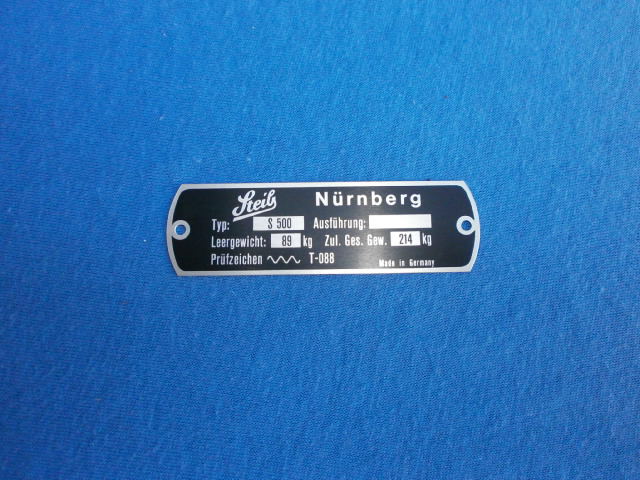 Steib Nürnberg
Typ: S 500 Ausführung:
Leergewicht: 89 kg Zul. Ges. Gew. 214 kg
Prüfzeichen T-088 Made in Germany